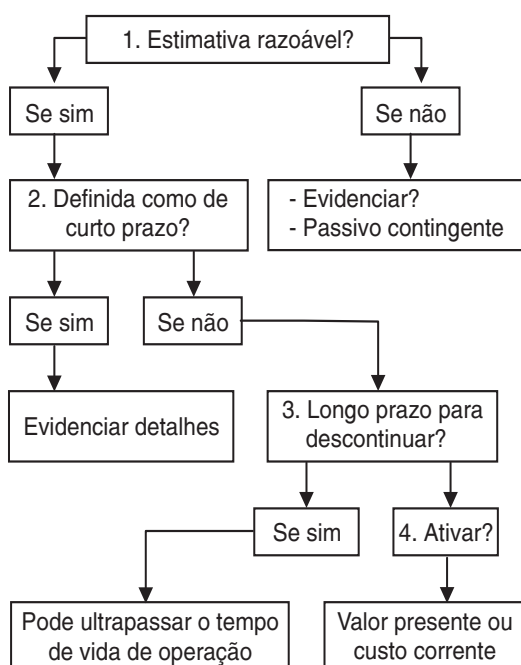 1. Estimativa razoável?
Se sim
Se não
2. Definida como de
curto prazo?
- Evidenciar?
- Passivo contingente
Se sim
Se não
Evidenciar detalhes
3. Longo prazo para
descontinuar?
Se sim
4. Ativar?
Pode ultrapassar o tempo
de vida de operação
Valor presente ou
custo corrente